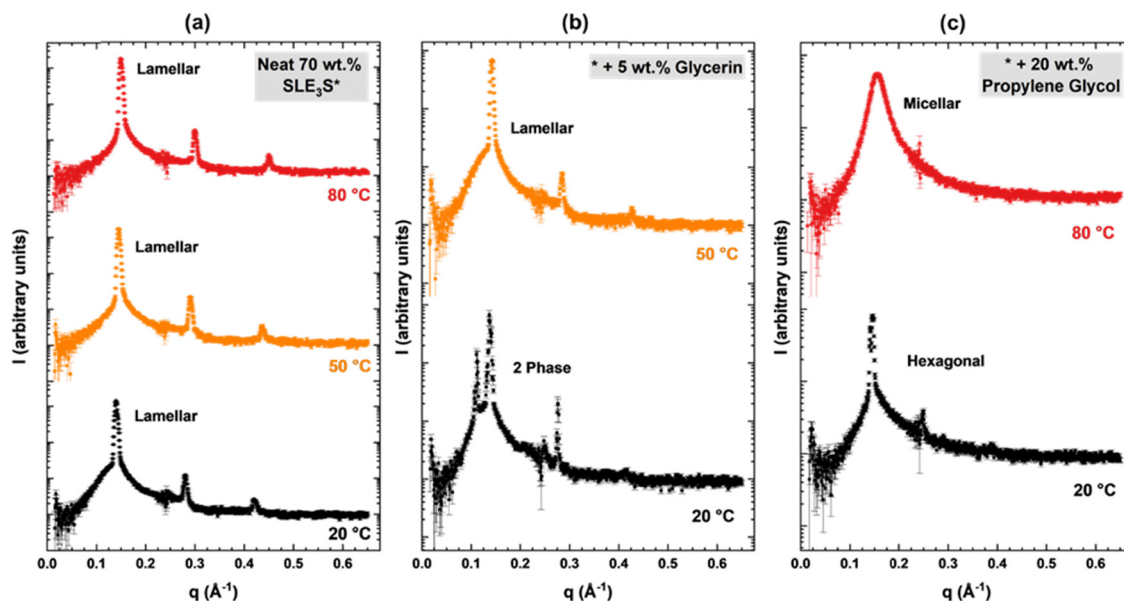 (a)
I (arbitrary units)
Neat 70 wt.%
SLE₃S*
Lamellar
80 °C
Lamellar
50 °C
Lamellar
20 °C
0.0 0.1 0.2 0.3 0.4 0.5 0.6
q (Å⁻¹)
(b)
I (arbitrary units)
* + 5 wt.% Glycerin
Lamellar
50 °C
2 Phase
20 °C
0.0 0.1 0.2 0.3 0.4 0.5 0.6
q (Å⁻¹)
(c)
I (arbitrary units)
* + 20 wt.%
Propylene Glycol
Micellar
80 °C
Hexagonal
20 °C
0.0 0.1 0.2 0.3 0.4 0.5 0.6
q (Å⁻¹)